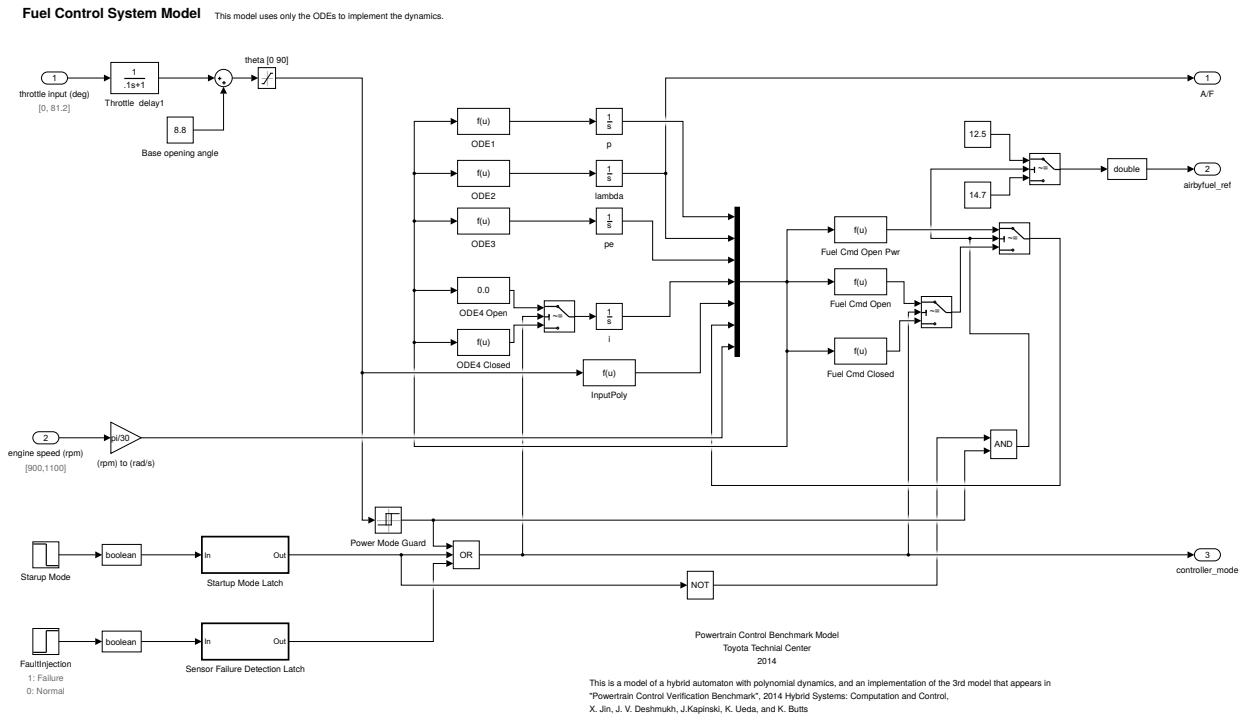 Fuel Control System Model
This model uses only the ODEs to implement the dynamics.
theta [0 90]
1
1
.1s+1
throttle input (deg)
[0, 81.2]
Throttle delay1
8.8
Base opening angle
1
A/F
f(u)
ODE1
1
s
p
f(u)
ODE2
1
s
lambda
f(u)
ODE3
1
s
pe
0.0
ODE4 Open
~=
1
s
i
f(u)
ODE4 Closed
f(u)
InputPoly
12.5
14.7
~=
double
2
airbyfuel_ref
f(u)
Fuel Cmd Open Pwr
~=
f(u)
Fuel Cmd Open
~=
f(u)
Fuel Cmd Closed
2
engine speed (rpm)
[900,1100]
pi/30
(rpm) to (rad/s)
AND
Power Mode Guard
Starup Mode
boolean
In
Out
Startup Mode Latch
OR
NOT
3
controller_mode
FaultInjection
1: Failure
0: Normal
boolean
In
Out
Sensor Failure Detection Latch
Powertrain Control Benchmark Model
Toyota Technial Center
2014
This is a model of a hybrid automaton with polynomial dynamics, and an implementation of the 3rd model that appears in
"Powertrain Control Verification Benchmark", 2014 Hybrid Systems: Computation and Control,
X. Jin, J. V. Deshmukh, J.Kapinski, K. Ueda, and K. Butts